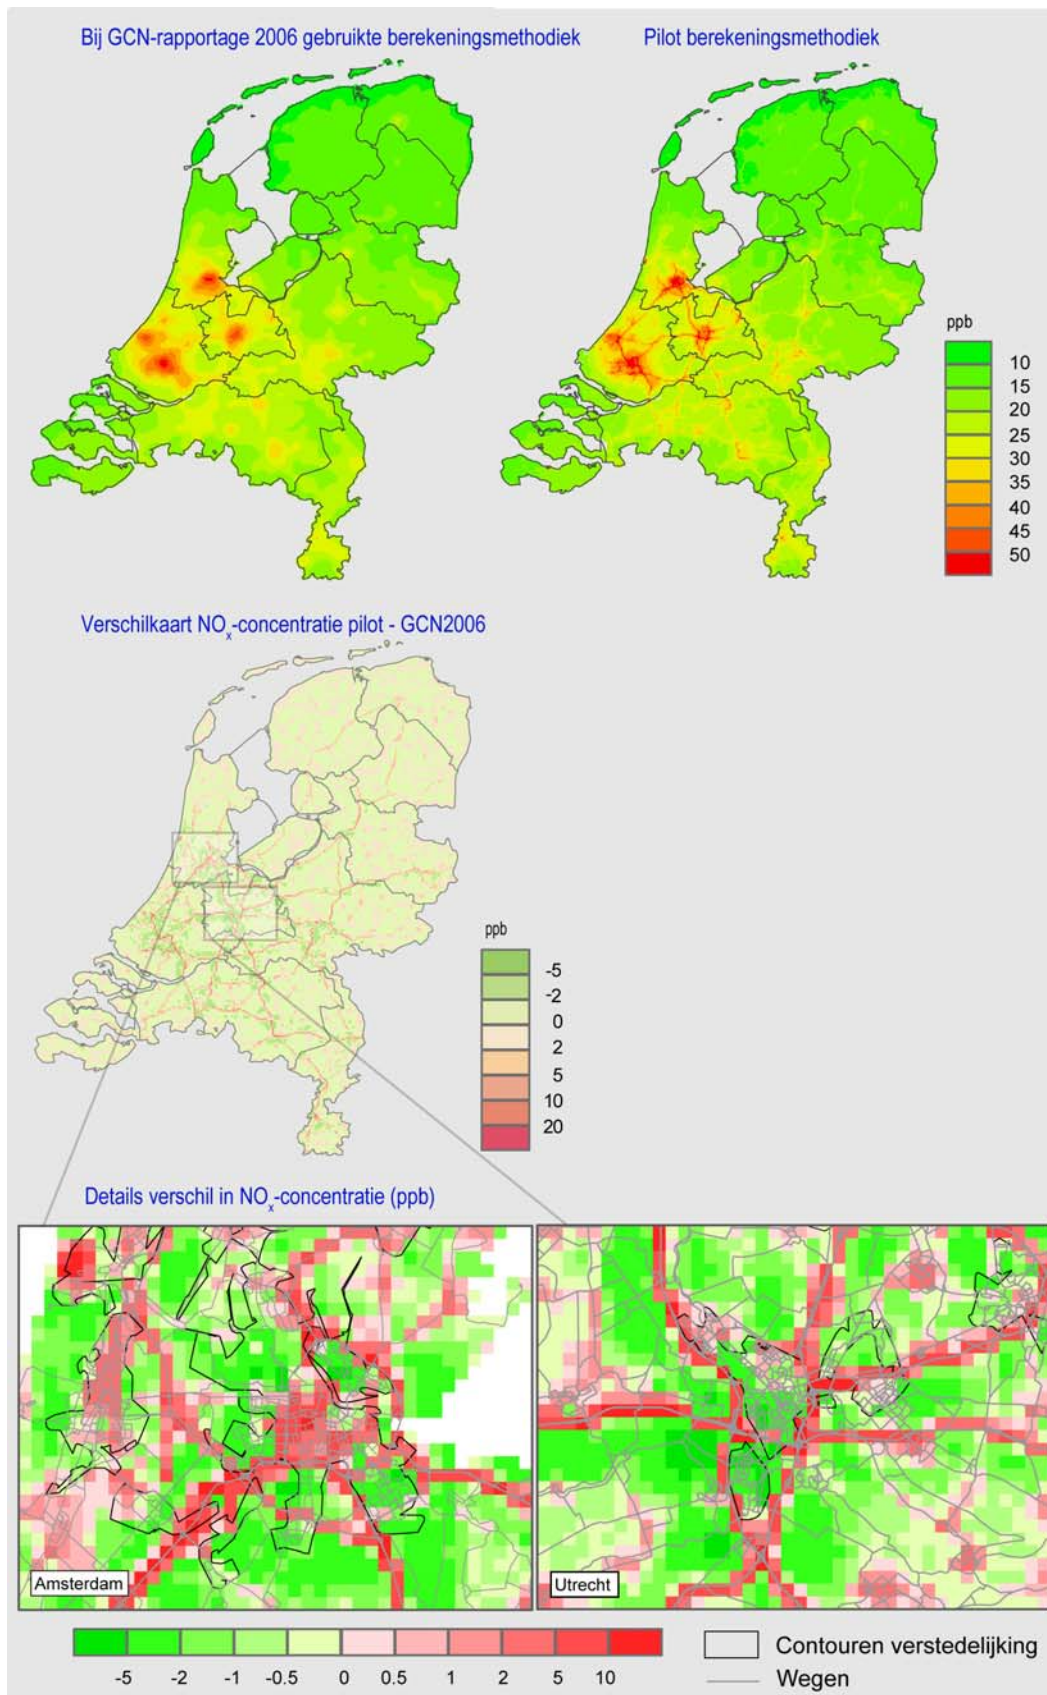 Bij GCN-rapportage 2006 gebruikte berekeningsmethodiek
Pilot berekeningsmethodiek
ppb
10
15
20
25
30
35
40
45
50
Verschilkaart NOx-concentratie pilot - GCN2006
ppb
-5
-2
0
2
5
10
20
Details verschil in NOx-concentratie (ppb)
Amsterdam
Utrecht
-5 -2 -1 -0.5 0 0.5 1 2 5 10
Contouren verstedelijking
Wegen